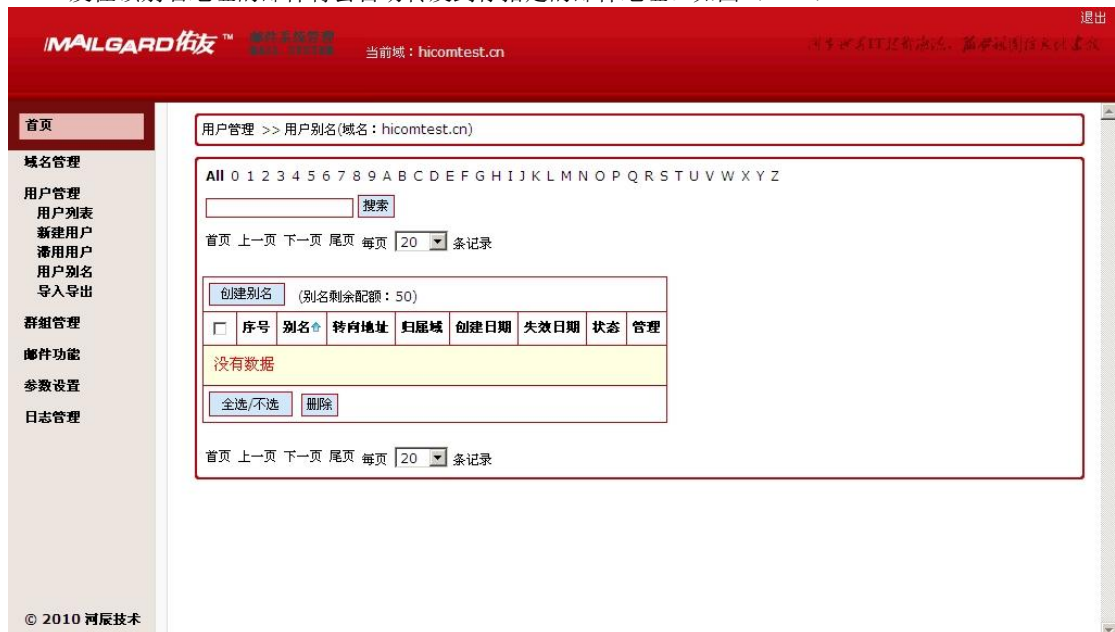 退出
MAILGARD佑友™
当前域：hicomtest.cn
首页
域名管理
用户管理
用户列表
新建用户
滞用用户
用户别名
导入导出
群组管理
邮件功能
参数设置
日志管理
© 2010 河辰技术
用户管理 >> 用户别名(域名：hicomtest.cn)
All 0 1 2 3 4 5 6 7 8 9 A B C D E F G H I J K L M N O P Q R S T U V W X Y Z
搜索
首页 上一页 下一页 尾页 每页 20 条记录
创建别名 (别名剩余配额：50)
序号 别名 转向地址 归属域 创建日期 失效日期 状态 管理
没有数据
全选/不选 删除
首页 上一页 下一页 尾页 每页 20 条记录